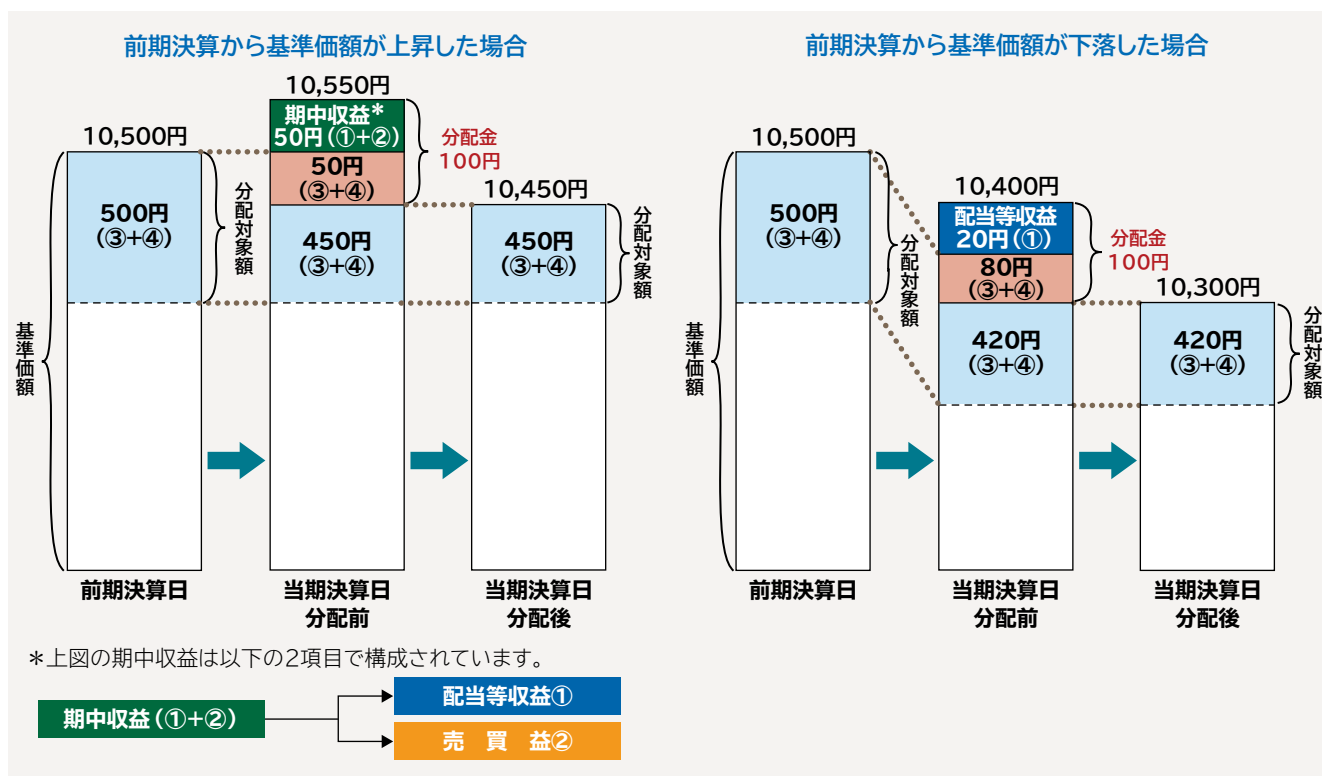 前期決算から基準価額が上昇した場合
10,500円
500円
(③+④)
分配対象額
基準価額
前期決算日
10,550円
期中収益*
50円(①+②)
50円
(③+④)
450円
(③+④)
分配金
100円
当期決算日
分配前
10,450円
450円
(③+④)
分配対象額
当期決算日
分配後
前期決算から基準価額が下落した場合
10,500円
500円
(③+④)
分配対象額
基準価額
前期決算日
10,400円
配当等収益
20円(①)
80円
(③+④)
420円
(③+④)
分配金
100円
当期決算日
分配前
10,300円
420円
(③+④)
分配対象額
当期決算日
分配後
*上図の期中収益は以下の2項目で構成されています。
期中収益(①+②)
配当等収益①
売 買 益②